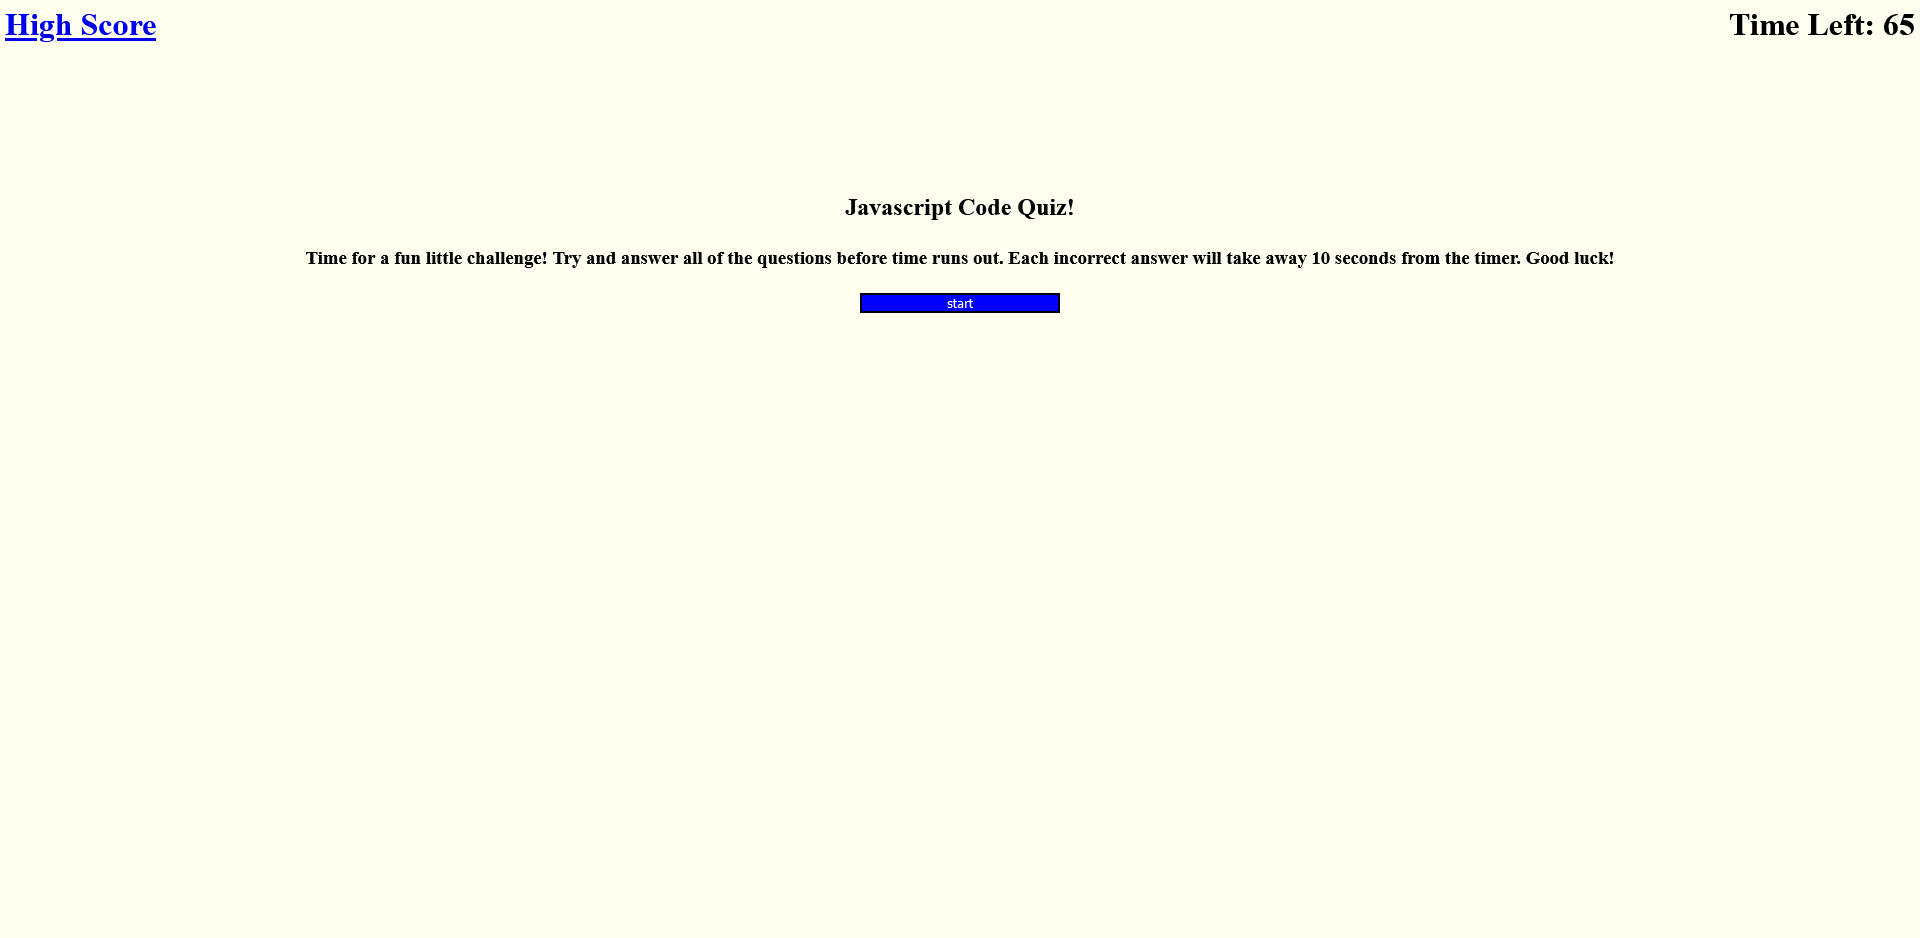 High Score
Time Left: 65
Javascript Code Quiz!
Time for a fun little challenge! Try and answer all of the questions before time runs out. Each incorrect answer will take away 10 seconds from the timer. Good luck!
start